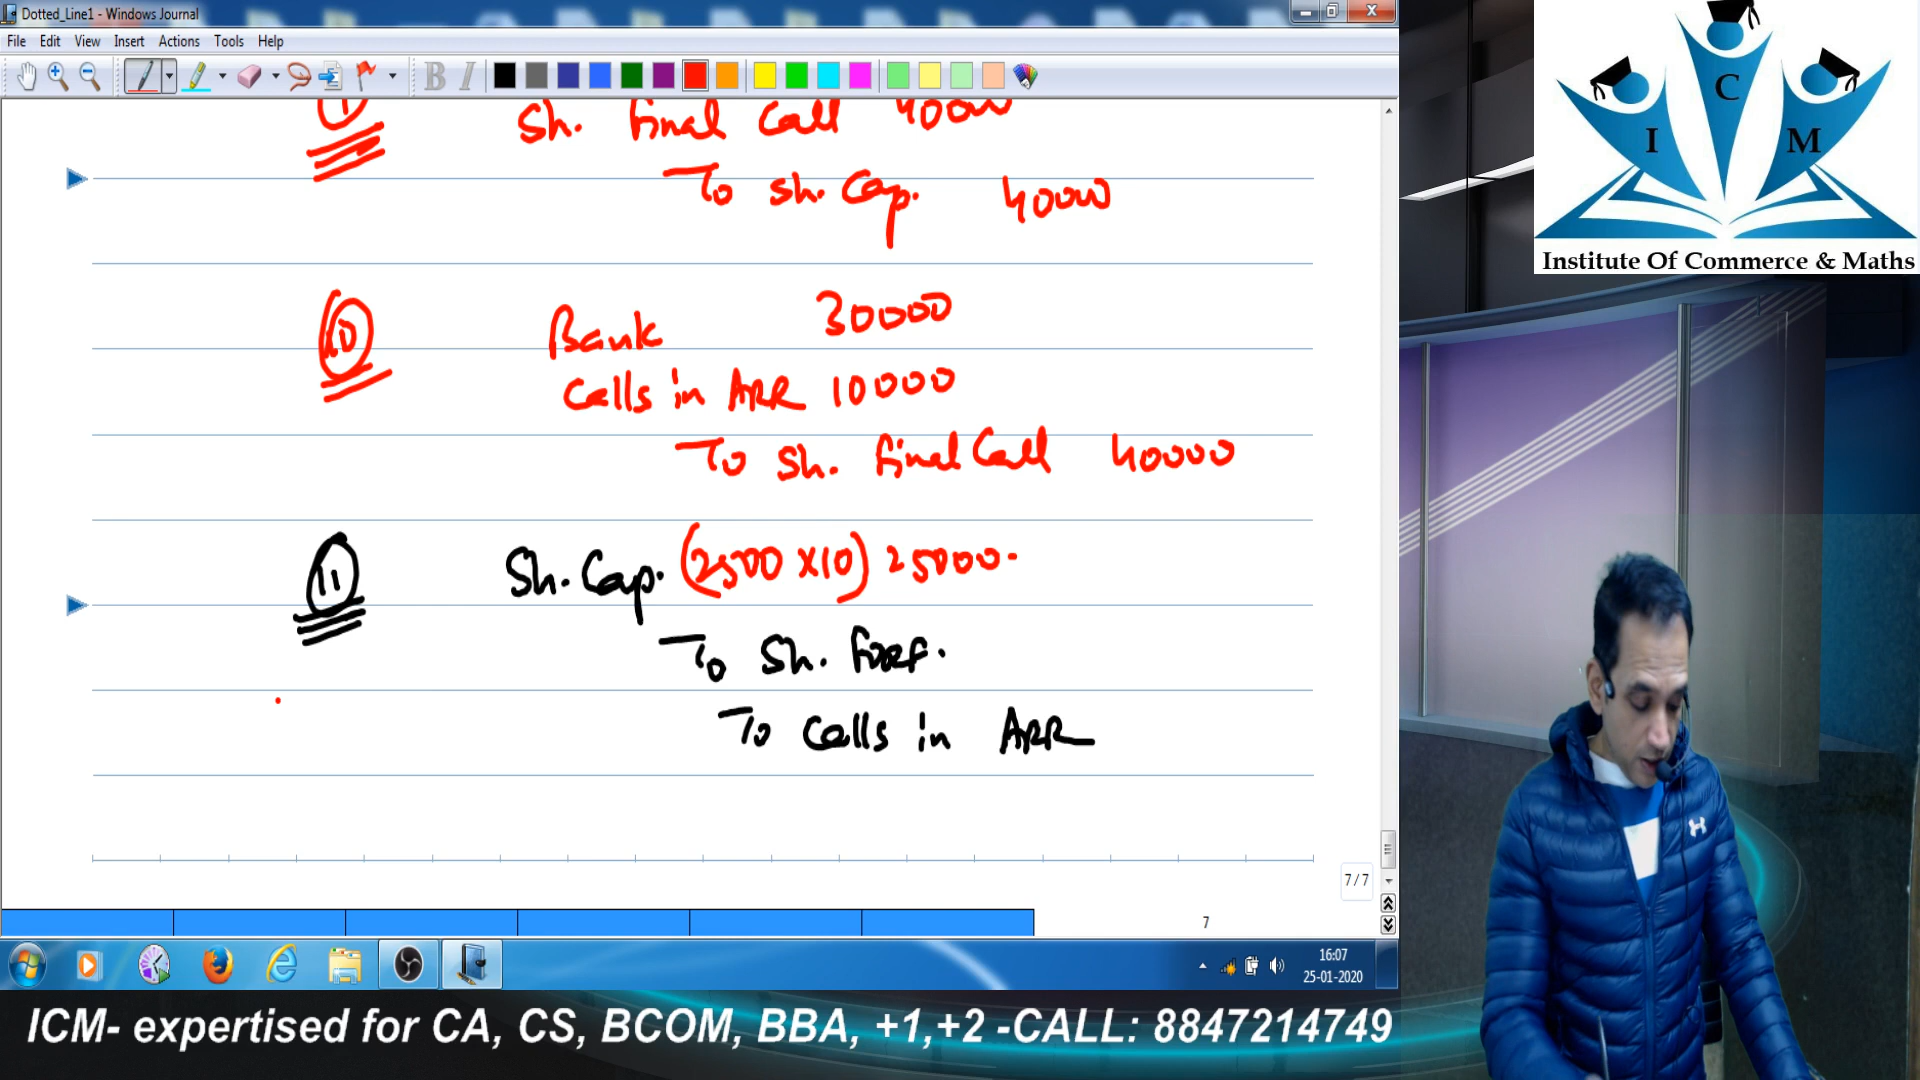 Dotted_Line1 - Windows Journal
File Edit View Insert Actions Tools Help
B I
Sh. final Call 40000
To Sh. Cap. 40000
10 Bank 30000
Calls in ARR 10000
To Sh. final Call 40000
11 Sh. Cap. (2500 x 10) 25000-
To Sh. Forf.
To Calls in ARR
7/7
7
16:07
25-01-2020
I C M
Institute Of Commerce & Maths
ICM- expertised for CA, CS, BCOM, BBA, +1,+2 -CALL: 8847214749